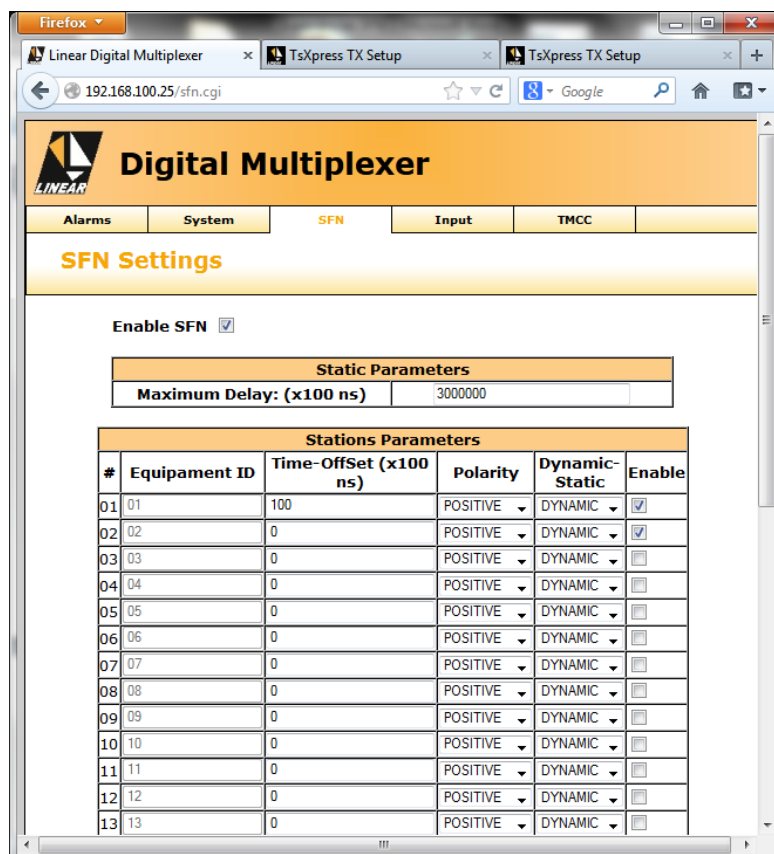 Firefox
Linear Digital Multiplexer × TsXpress TX Setup × TsXpress TX Setup × +
192.168.100.25/sfn.cgi 8 Google
LINEAR
Digital Multiplexer
Alarms System SFN Input TMCC
SFN Settings
Enable SFN
Static Parameters
Maximum Delay: (x100 ns) 3000000
Stations Parameters
# Equipament ID Time-OffSet (x100 ns) Polarity Dynamic-Static Enable
01 01 100 POSITIVE DYNAMIC
02 02 0 POSITIVE DYNAMIC
03 03 0 POSITIVE DYNAMIC
04 04 0 POSITIVE DYNAMIC
05 05 0 POSITIVE DYNAMIC
06 06 0 POSITIVE DYNAMIC
07 07 0 POSITIVE DYNAMIC
08 08 0 POSITIVE DYNAMIC
09 09 0 POSITIVE DYNAMIC
10 10 0 POSITIVE DYNAMIC
11 11 0 POSITIVE DYNAMIC
12 12 0 POSITIVE DYNAMIC
13 13 0 POSITIVE DYNAMIC